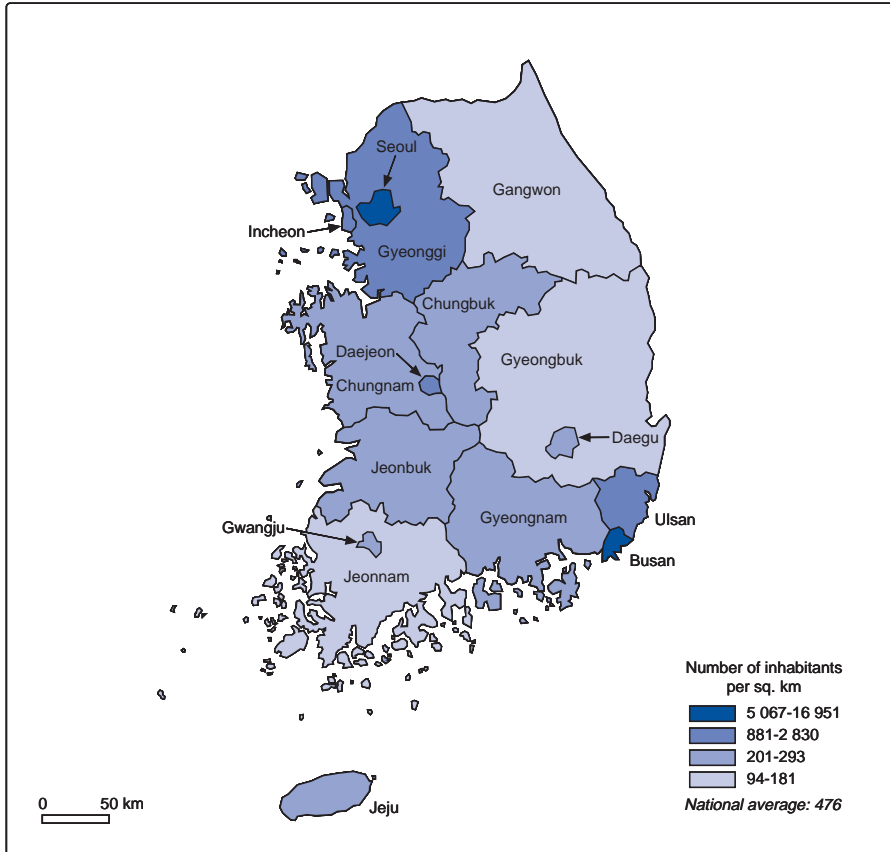 Seoul
Gangwon
Incheon
Gyeonggi
Chungbuk
Daejeon
Gyeongbuk
Chungnam
Daegu
Jeonbuk
Gyeongnam
Gwangju
Ulsan
Busan
Jeonnam
Number of inhabitants
per sq. km
5 067-16 951
881-2 830
201-293
94-181
National average: 476
0 50 km
Jeju